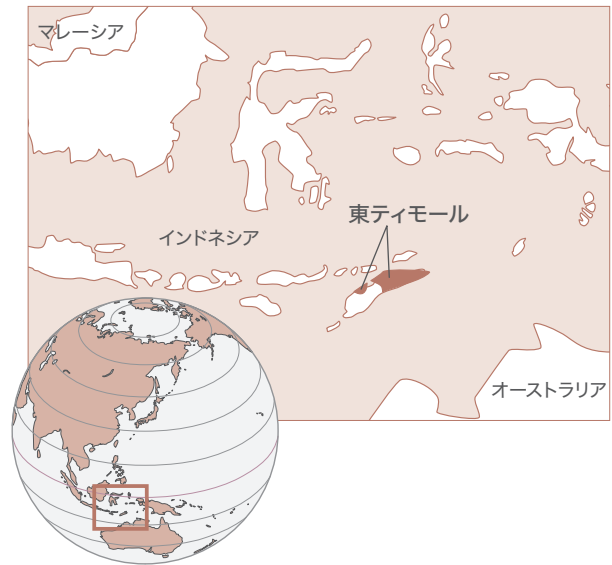 マレーシア
東ティモール
インドネシア
オーストラリア